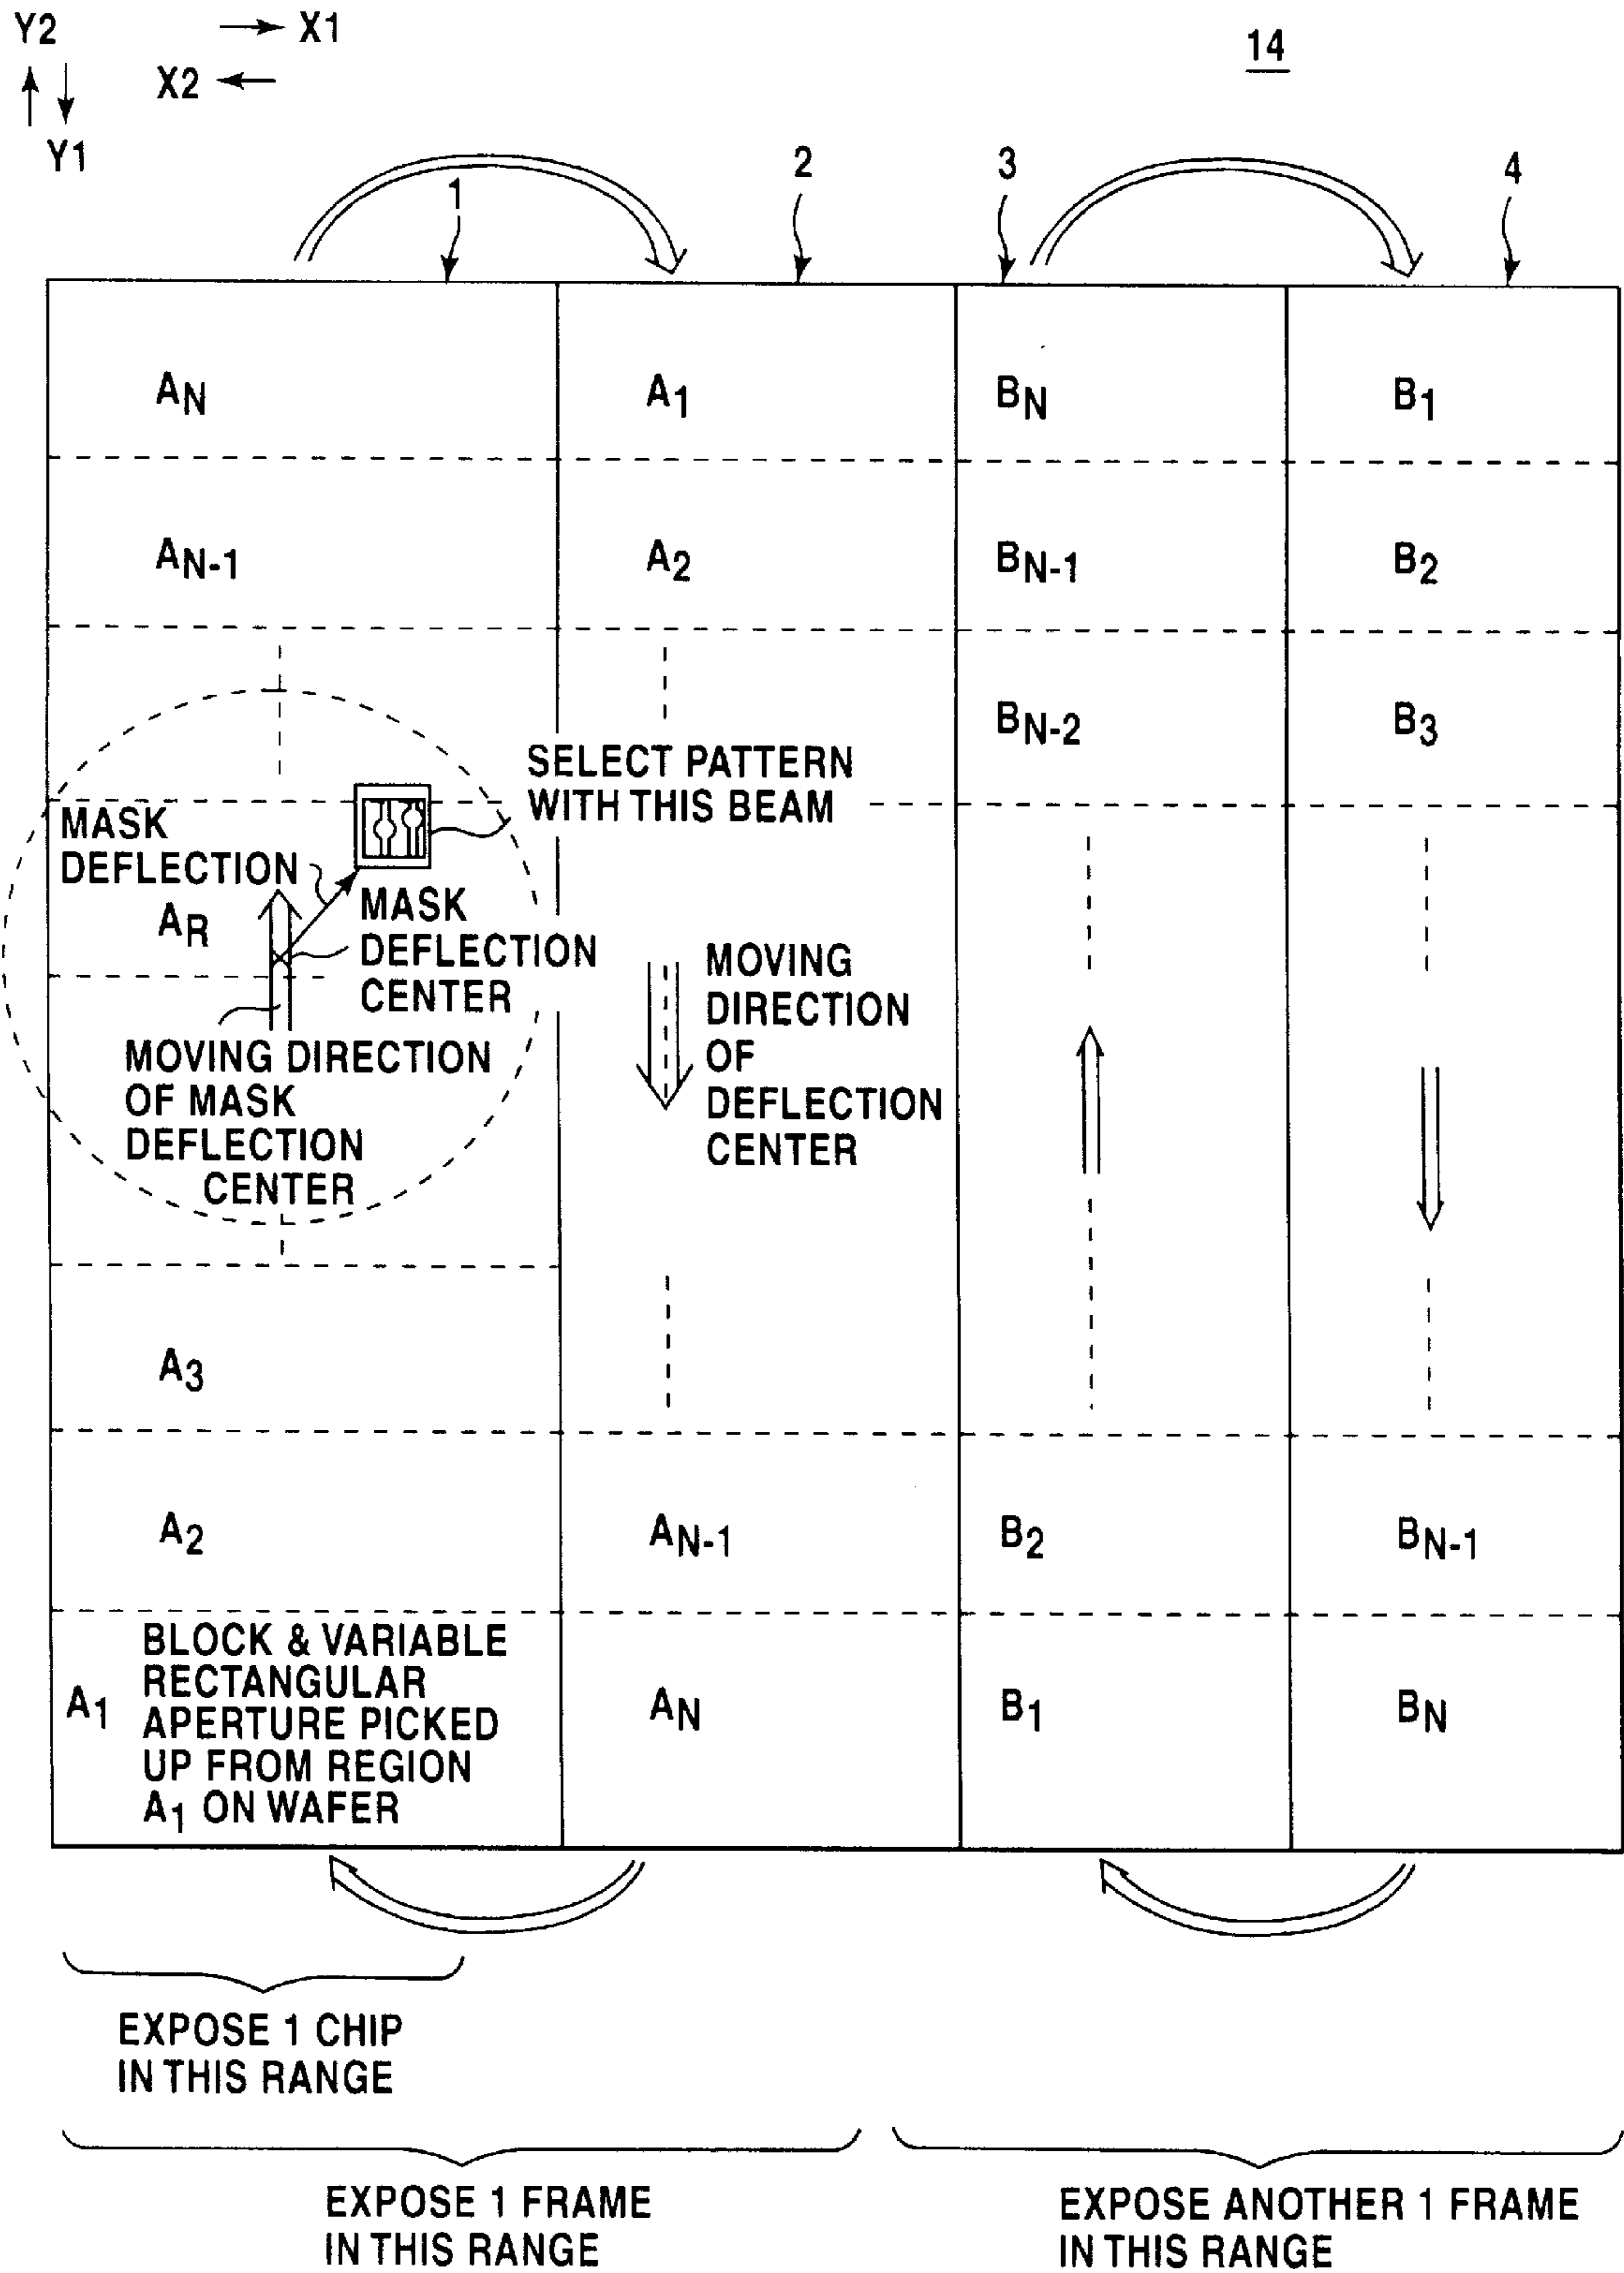 Y2
X1
X2
Y1
14
1
2
3
4
AN
A1
BN
B1
AN-1
A2
BN-1
B2
BN-2
B3
SELECT PATTERN
WITH THIS BEAM
MASK
DEFLECTION
AR
MASK
DEFLECTION
CENTER
MOVING DIRECTION
OF MASK
DEFLECTION
CENTER
MOVING
DIRECTION
OF
DEFLECTION
CENTER
A3
A2
AN-1
B2
BN-1
A1
BLOCK & VARIABLE
RECTANGULAR
APERTURE PICKED
UP FROM REGION
A1 ON WAFER
AN
B1
BN
EXPOSE 1 CHIP
IN THIS RANGE
EXPOSE 1 FRAME
IN THIS RANGE
EXPOSE ANOTHER 1 FRAME
IN THIS RANGE